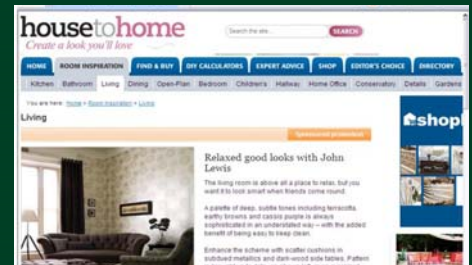 housetohome
Create a look you'll love
Search the site...
SEARCH
HOME ROOM INSPIRATION FIND & BUY DIY CALCULATORS EXPERT ADVICE SHOP EDITOR'S CHOICE DIRECTORY
Kitchen Bathroom Living Dining Open-Plan Bedroom Children's Hallway Home Office Conservatory Details Gardens
You are here: Home > Room Inspiration > Living
Living
Sponsored promotion
shop
Relaxed good looks with John
Lewis
The living room is above all a place to relax, but you
want it to look smart when friends come round.
A palette of deep, subtle tones including terracotta,
earthy browns and cassis purple is always
sophisticated in an understated way – with the added
benefit of being easy to keep clean.
Enhance the scheme with scatter cushions in
subdued metallics and dark-wood side tables. Pattern